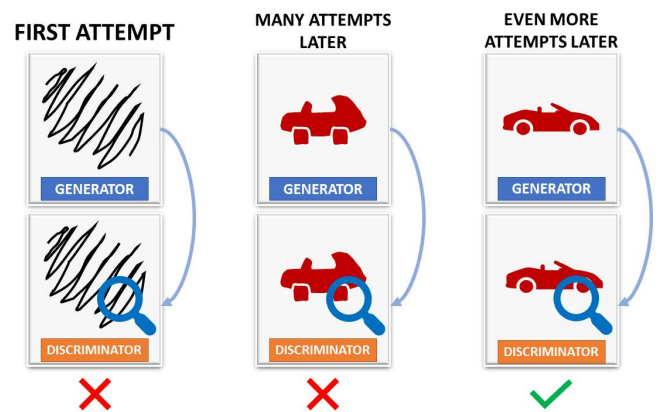 FIRST ATTEMPT
GENERATOR
DISCRIMINATOR
MANY ATTEMPTS
LATER
GENERATOR
DISCRIMINATOR
EVEN MORE
ATTEMPTS LATER
GENERATOR
DISCRIMINATOR